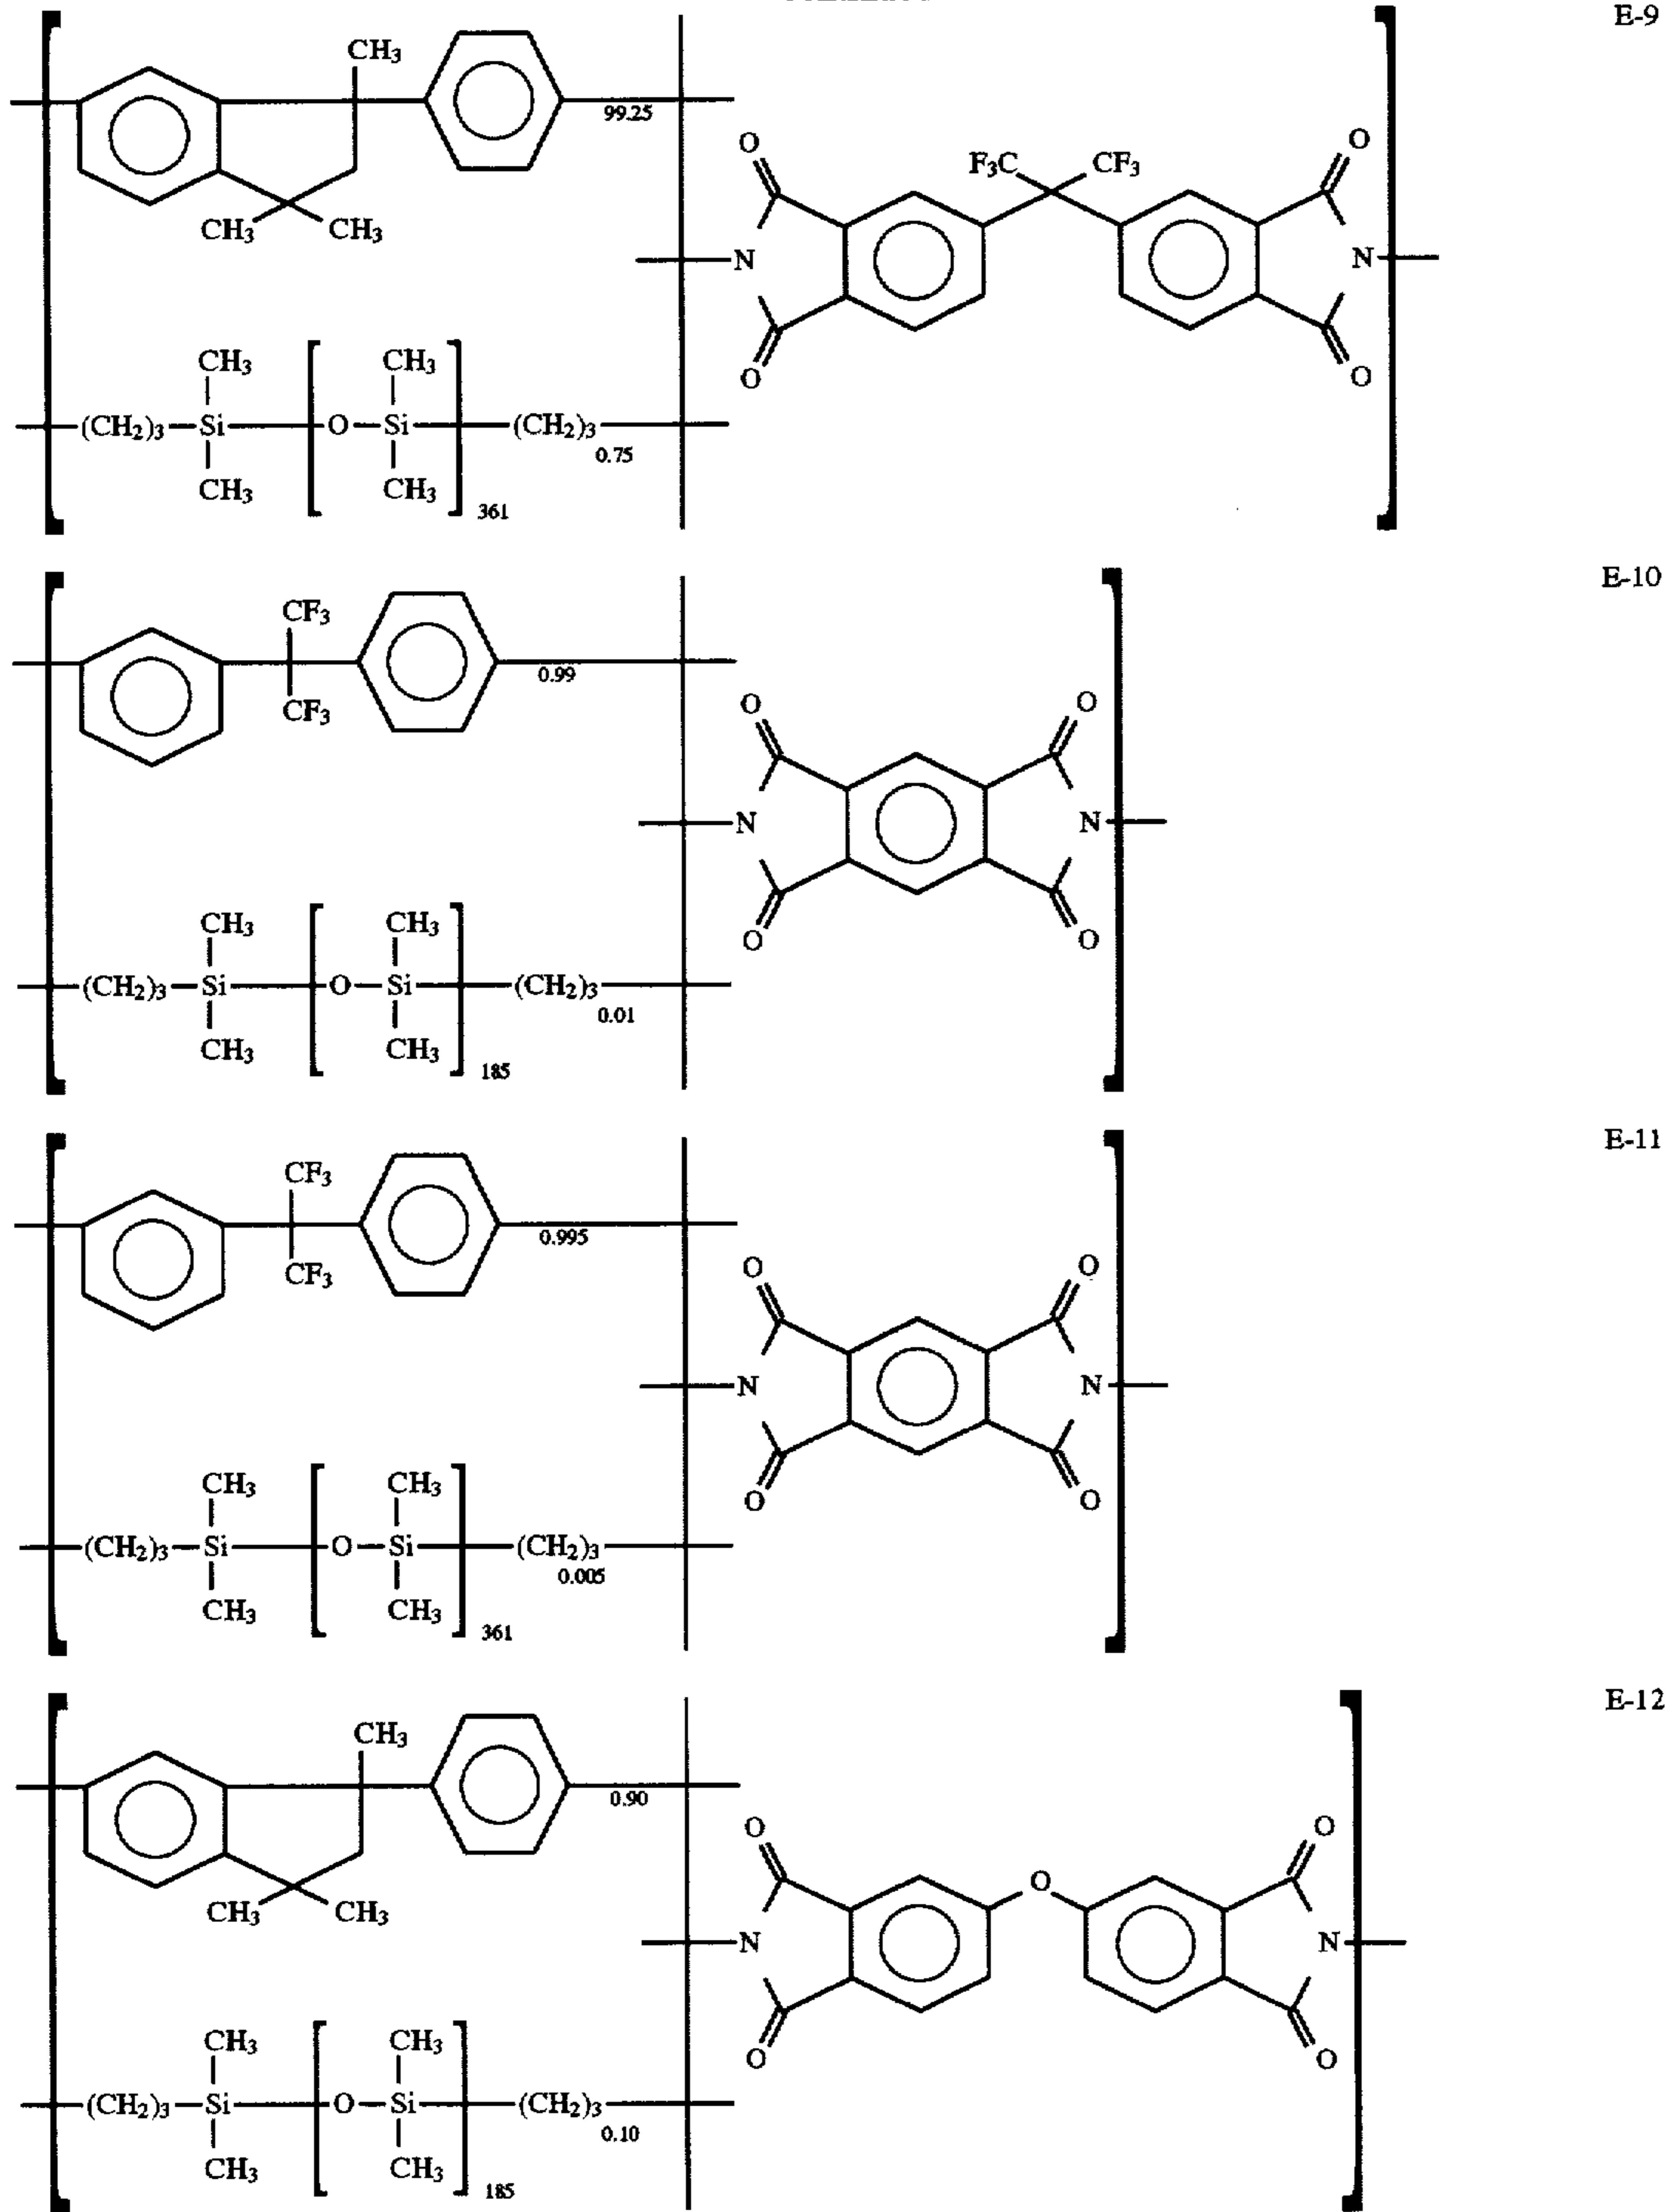 E-9
CH3
99.25
O
F3C
CF3
O
CH3
CH3
N
N
CH3
CH3
O
O
(CH2)3
Si
O
Si
(CH2)3
0.75
CH3
CH3
361
E-10
CF3
0.99
CF3
O
O
N
N
CH3
CH3
O
O
(CH2)3
Si
O
Si
(CH2)3
0.01
CH3
CH3
185
E-11
CF3
0.995
CF3
O
O
N
N
CH3
CH3
O
O
(CH2)3
Si
O
Si
(CH2)3
0.005
CH3
CH3
361
E-12
CH3
0.90
O
O
O
CH3
CH3
N
N
CH3
CH3
O
O
(CH2)3
Si
O
Si
(CH2)3
0.10
CH3
CH3
185